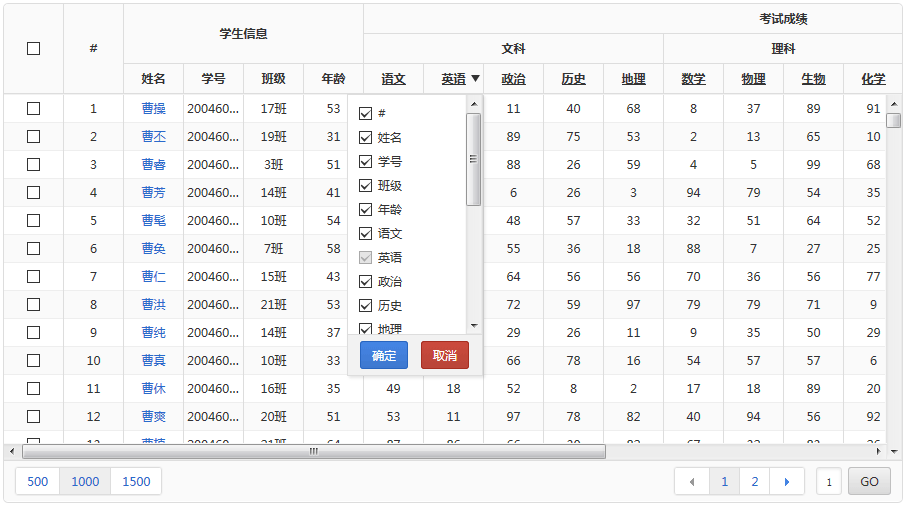 考试成绩
学生信息
# 文科 理科
姓名 学号 班级 年龄 语文 英语 政治 历史 地理 数学 物理 生物 化学
1 曹操 200460... 17班 53 11 40 68 8 37 89 91
2 曹丕 200460... 19班 31 89 75 53 2 13 65 10
3 曹睿 200460... 3班 51 88 26 59 4 5 99 68
4 曹芳 200460... 14班 41 6 26 3 94 79 54 35
5 曹髦 200460... 10班 54 48 57 33 32 51 64 52
6 曹奂 200460... 7班 58 55 36 18 88 7 27 25
7 曹仁 200460... 15班 43 64 56 56 70 36 56 77
8 曹洪 200460... 21班 53 72 59 97 79 79 71 9
9 曹纯 200460... 14班 37 29 26 11 9 35 50 29
10 曹真 200460... 10班 33 66 78 16 54 57 57 6
11 曹休 200460... 16班 35 49 18 52 8 2 17 18 89 20
12 曹爽 200460... 20班 51 53 11 97 78 82 40 94 56 92
#
姓名
学号
班级
年龄
语文
英语
政治
历史
地理
确定 取消
500 1000 1500 1 2 1 GO